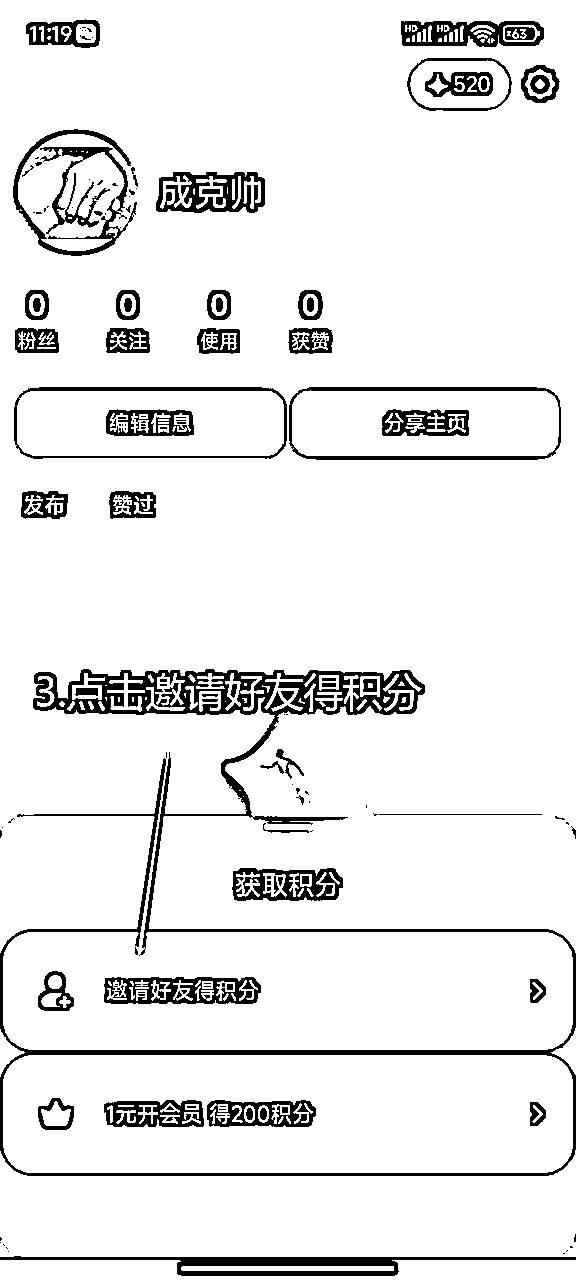 11:19
HD HD 63
520
成克帅
0 0 0 0
粉丝 关注 使用 获赞
编辑信息 分享主页
发布 赞过
3.点击邀请好友得积分
获取积分
邀请好友得积分
1元开会员 得200积分